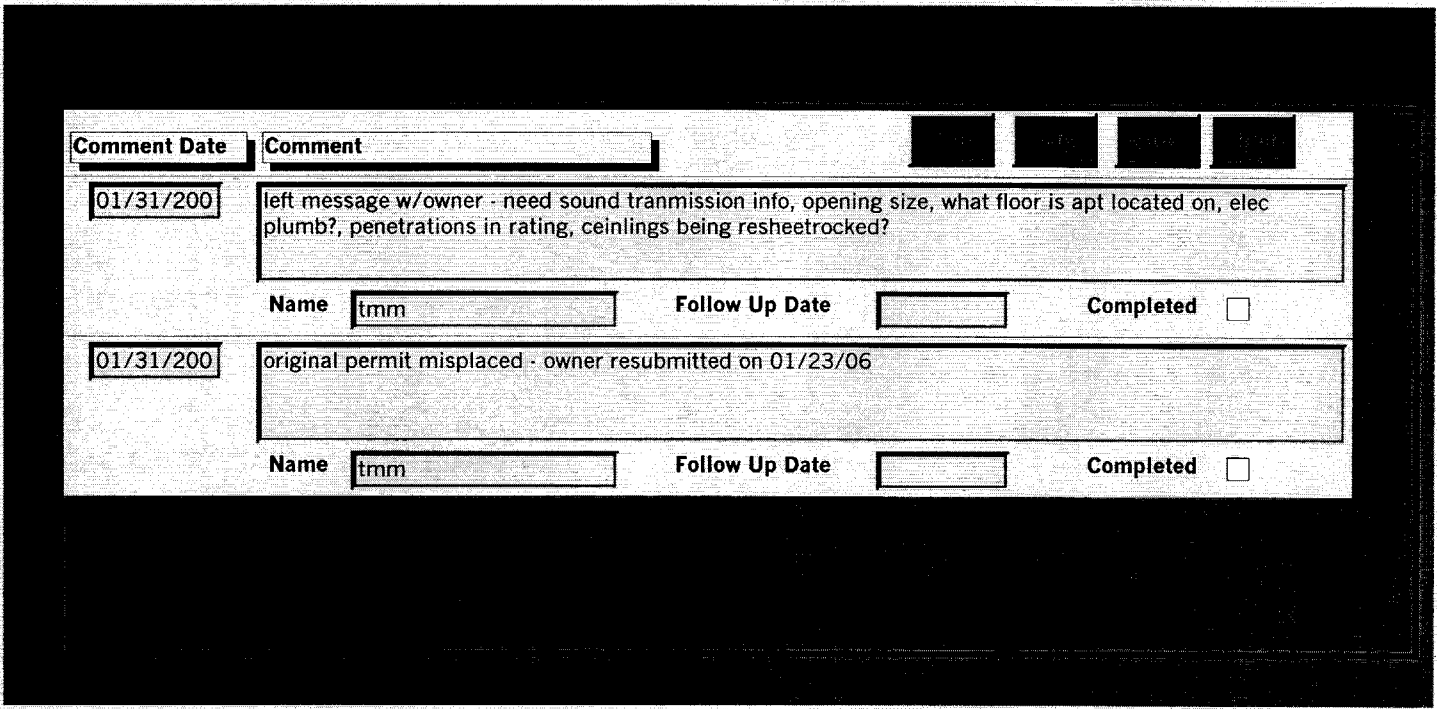 Comment Date Comment
01/31/200 left message w/owner - need sound tranmission info, opening size, what floor is apt located on, elec
plumb?, penetrations in rating, ceinlings being resheetrocked?
Name tmm Follow Up Date Completed
01/31/200 original permit misplaced - owner resubmitted on 01/23/06
Name tmm Follow Up Date Completed